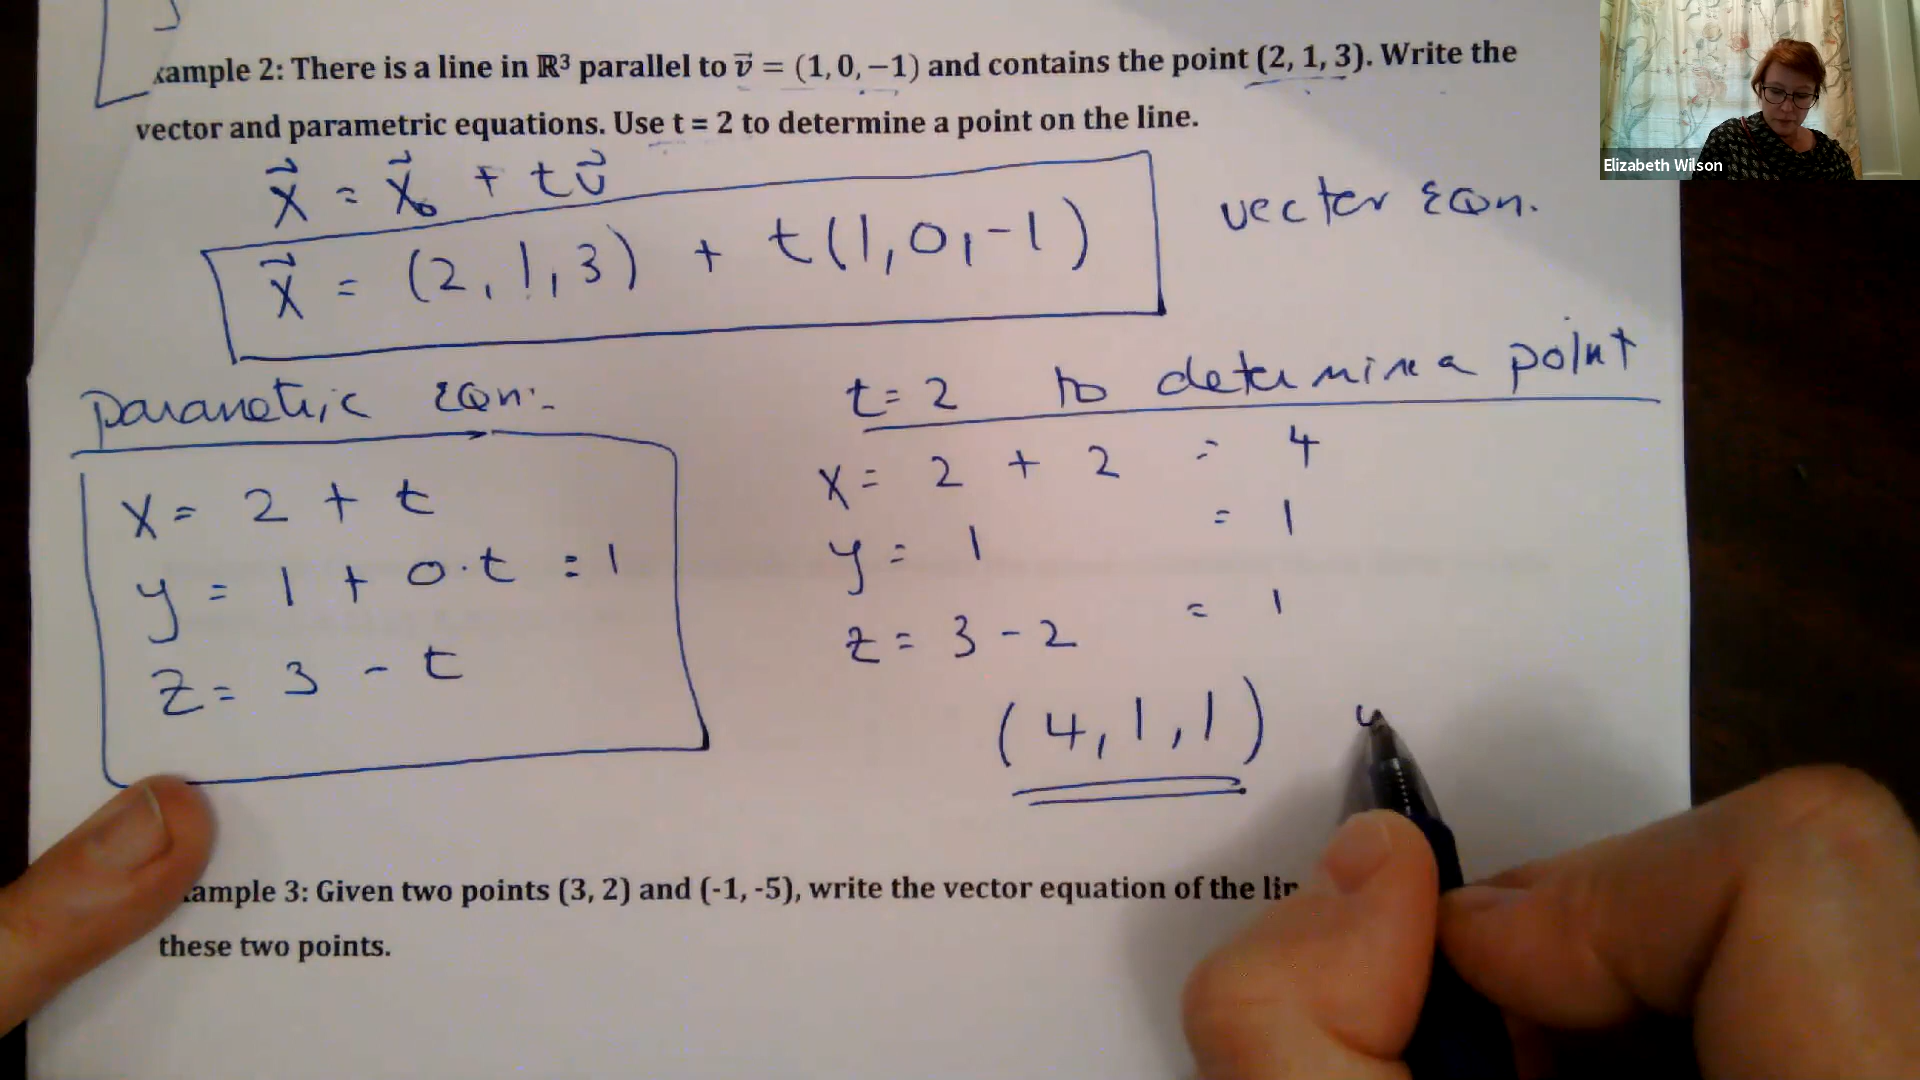 xample 2: There is a line in ℝ³ parallel to v⃗ = (1, 0, −1) and contains the point (2, 1, 3). Write the
vector and parametric equations. Use t = 2 to determine a point on the line.
x⃗ = x⃗₀ + tv⃗
x⃗ = (2, 1, 3) + t(1, 0, -1)
vector Eqn.
Parametric Eqn:
x = 2 + t
y = 1 + 0·t = 1
z = 3 - t
t = 2 to determine a point
x = 2 + 2 = 4
y = 1 = 1
z = 3 - 2 = 1
(4, 1, 1)
ample 3: Given two points (3, 2) and (-1, -5), write the vector equation of the lin
these two points.
Elizabeth Wilson